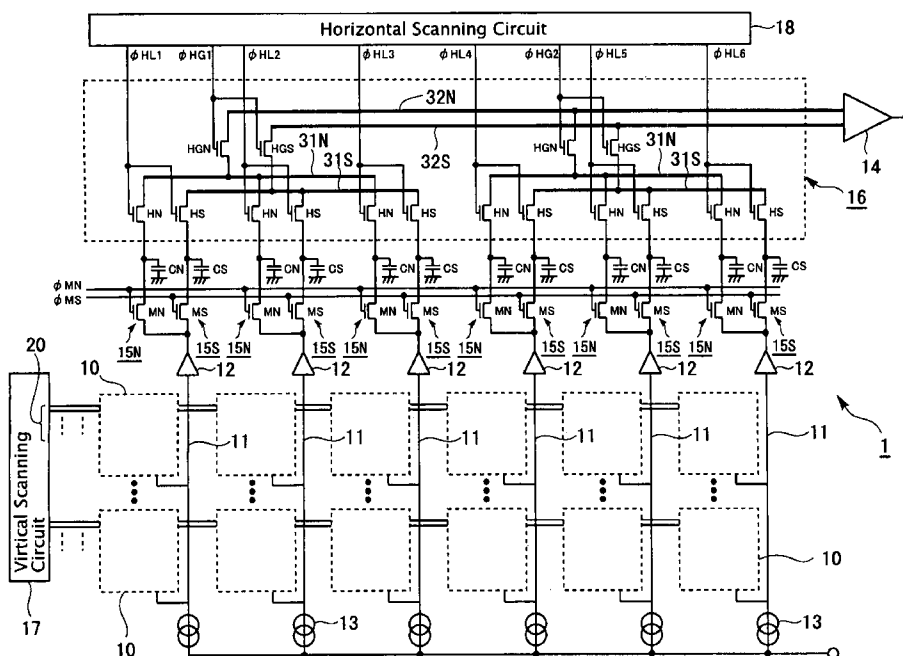 Horizontal Scanning Circuit
18
φHL1 φHG1 φHL2 φHL3 φHL4 φHG2 φHL5 φHL6
32N
14
HGN HGS 32S HGN HGS
31N 31N
31S 31S
16
HN HS HN HS HN HS HN HS HN HS HN HS
CN CS CN CS CN CS CN CS CN CS CN CS
φMN
φMS
MN MS MN MS MN MS MN MS MN MS MN MS
15N 15S 15N 15S 15N 15S 15N 15S 15N 15S 15N 15S
20 10 12 12 12 12 12 12
11 11 11 11 11 11
1
Virtical Scanning
Circuit
10
17 10 13 13